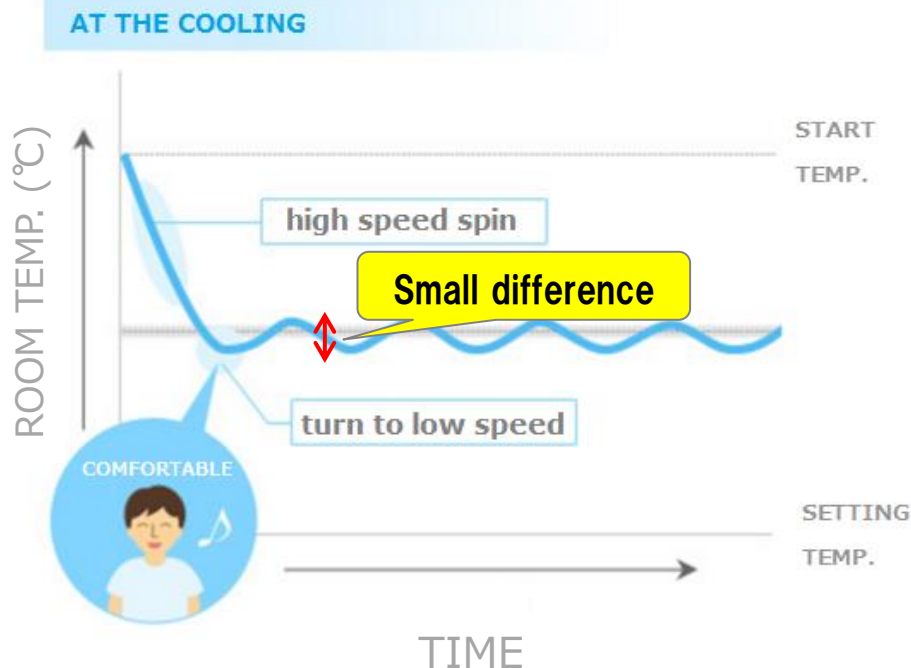 AT THE COOLING
START
TEMP.
ROOM TEMP. (℃)
high speed spin
Small difference
turn to low speed
COMFORTABLE
SETTING
TEMP.
TIME